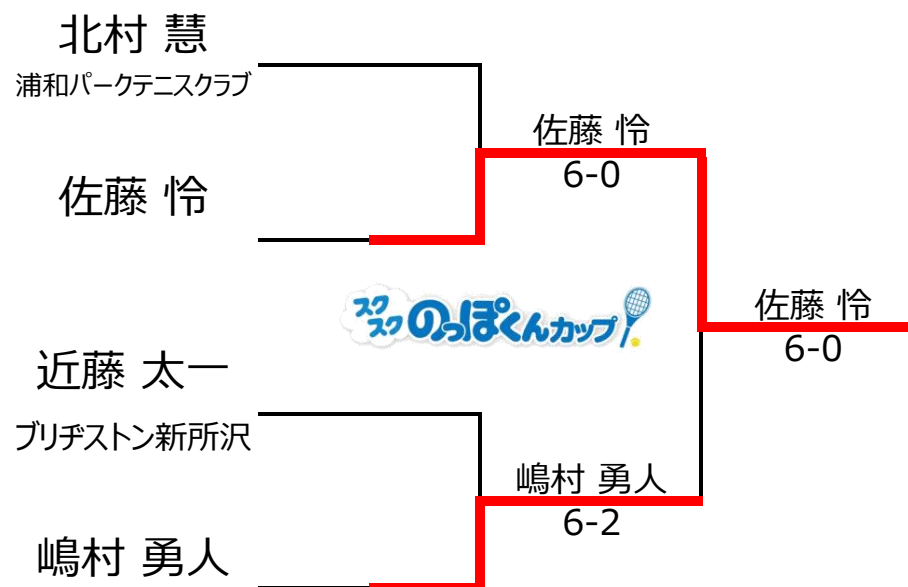 北村 慧
浦和パークテニスクラブ
佐藤 怜
佐藤 怜
6-0
スクスク のっぽくんカップ
佐藤 怜
6-0
近藤 太一
ブリヂストン新所沢
嶋村 勇人
6-2
嶋村 勇人